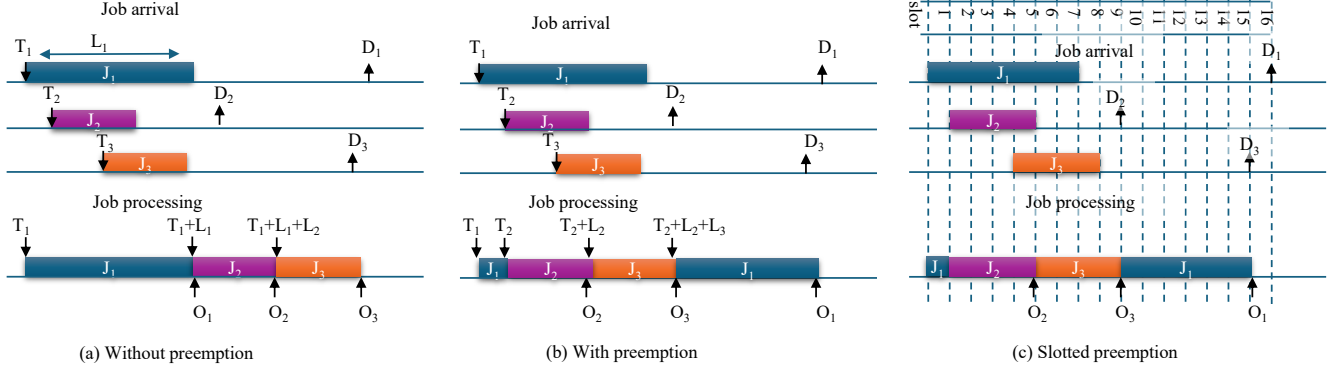 Job arrival
T1 L1 D1
J1
T2 D2
J2
T3 D3
J3
Job processing
T1 T1+L1 T1+L1+L2
J1 J2 J3
O1 O2 O3
(a) Without preemption
Job arrival
T1 D1
J1
T2 D2
J2
T3 D3
J3
Job processing
T1 T2 T2+L2 T2+L2+L3
J1 J2 J3 J1
O2 O3 O1
(b) With preemption
slot 1 2 3 4 5 6 7 8 9 10 11 12 13 14 15 16
Job arrival
D1
J1
D2
J2
D3
J3
Job processing
J1 J2 J3 J1
O2 O3 O1
(c) Slotted preemption